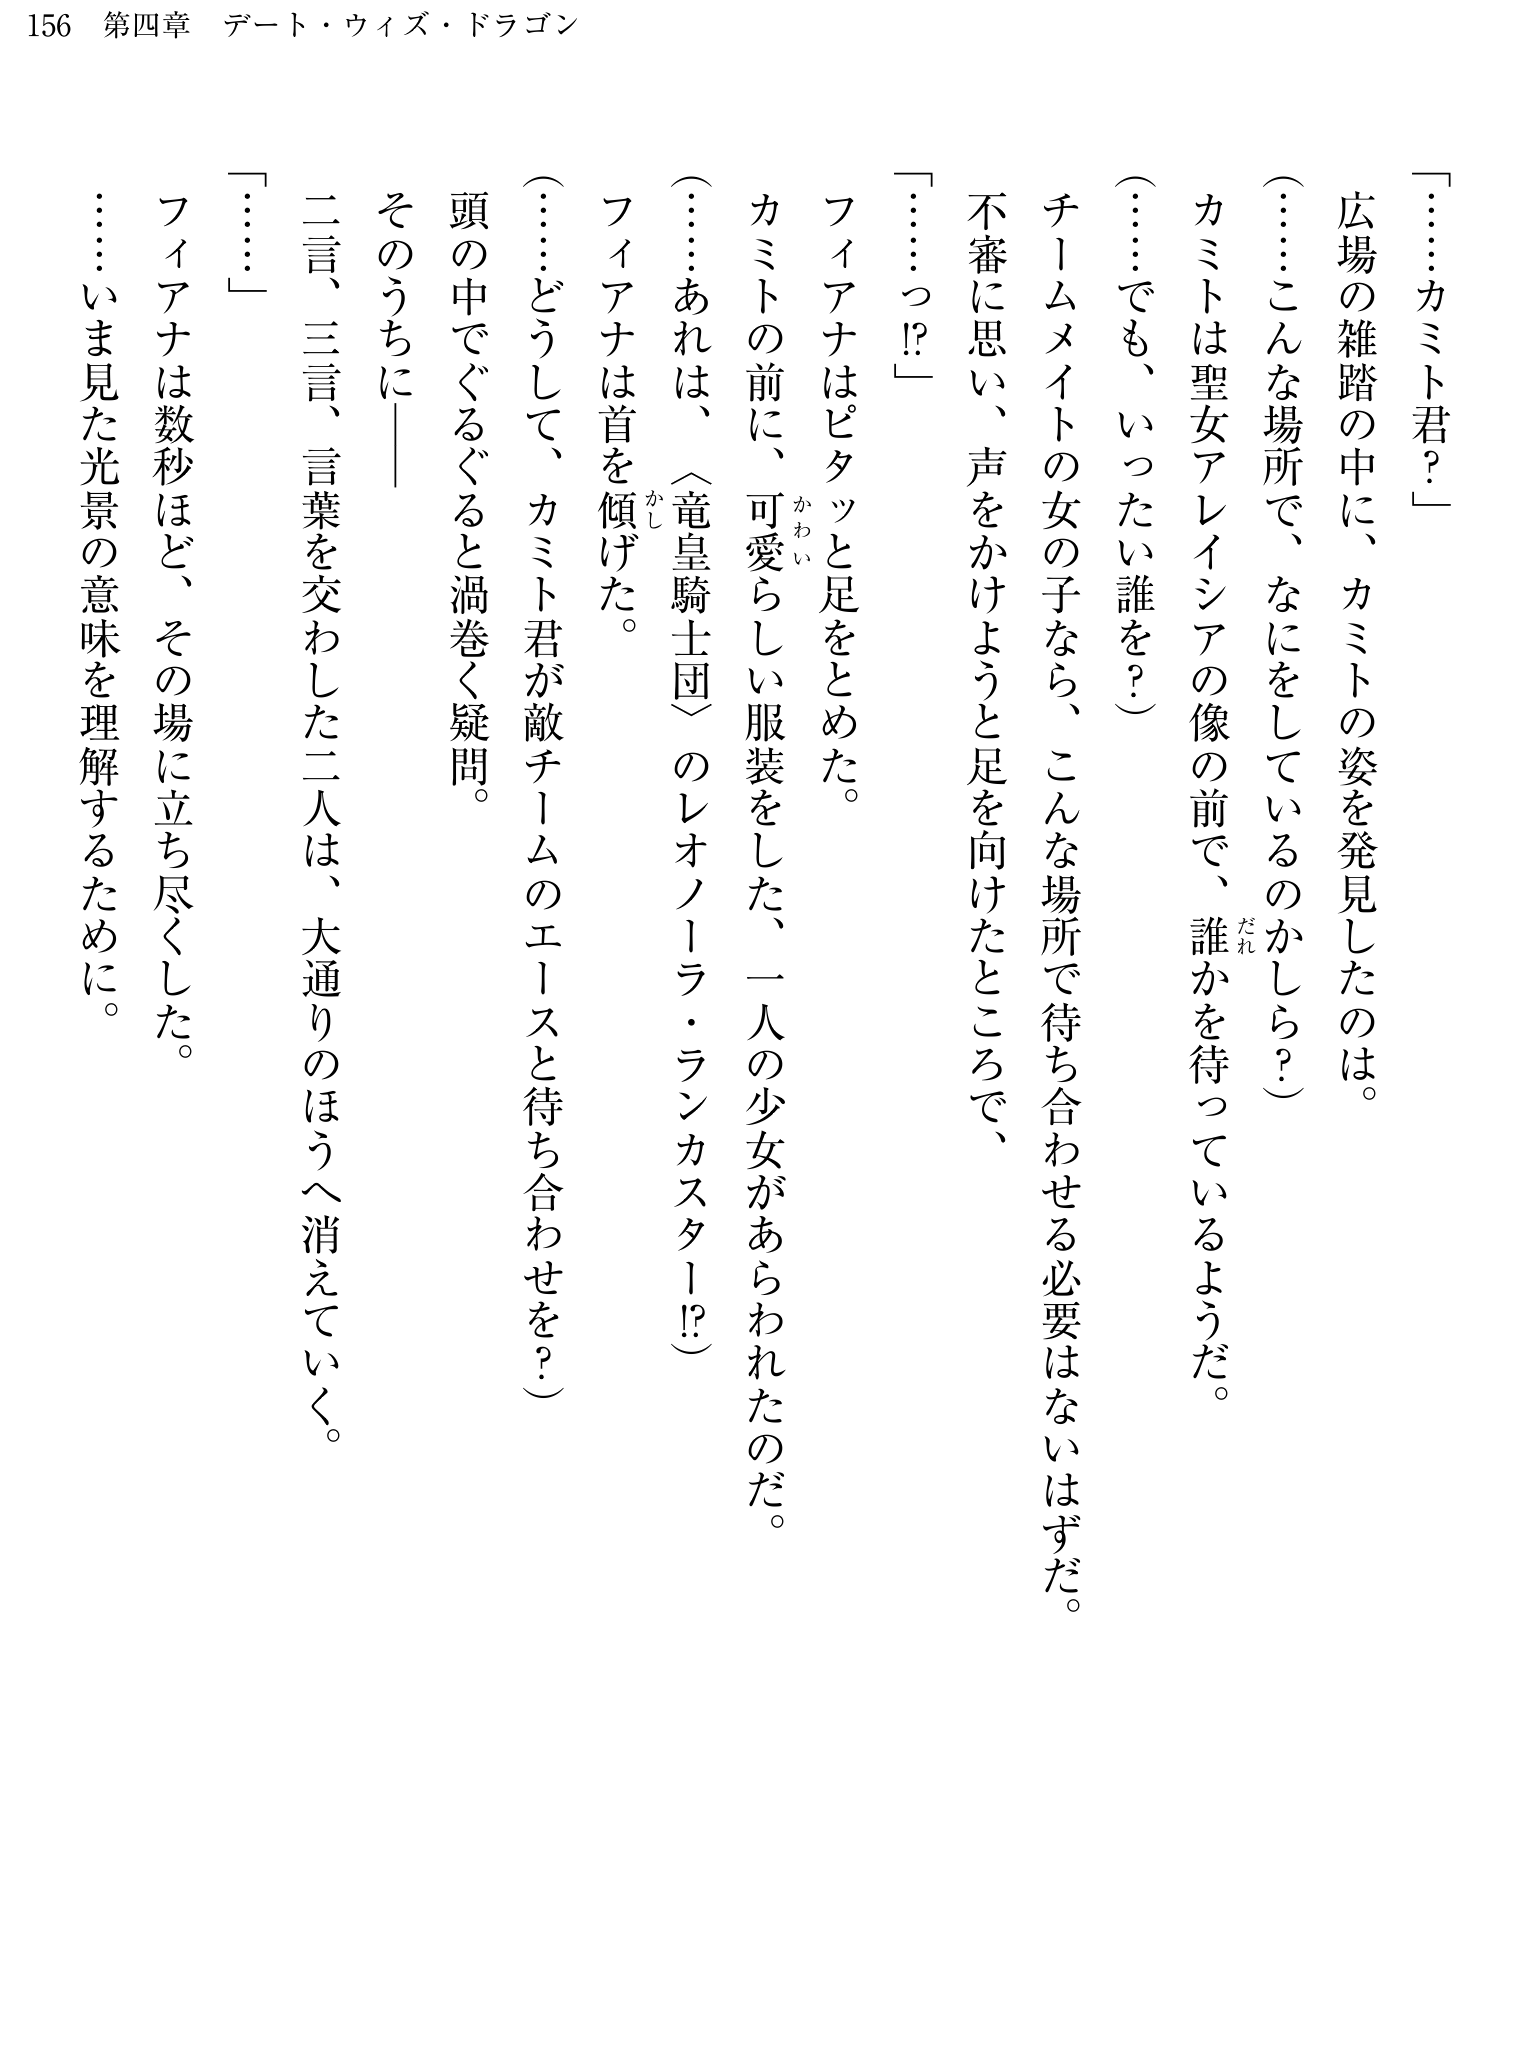 156　第四章　デート・ウィズ・ドラゴン
「……カミト君？」
　広場の雑踏の中に、カミトの姿を発見したのは。
（……こんな場所で、なにをしているのかしら？）
　カミトは聖女アレイシアの像の前で、誰かを待っているようだ。
（……でも、いったい誰を？）
　チームメイトの女の子なら、こんな場所で待ち合わせる必要はないはずだ。
　不審に思い、声をかけようと足を向けたところで、
「……っ⁉」
　フィアナはピタッと足をとめた。
　カミトの前に、可愛らしい服装をした、一人の少女があらわれたのだ。
（……あれは、〈竜皇騎士団〉のレオノーラ・ランカスター⁉）
　フィアナは首を傾げた。
（……どうして、カミト君が敵チームのエースと待ち合わせを？）
　頭の中でぐるぐると渦巻く疑問。
　そのうちに――
　二言、三言、言葉を交わした二人は、大通りのほうへ消えていく。
「……」
　フィアナは数秒ほど、その場に立ち尽くした。
　……いま見た光景の意味を理解するために。